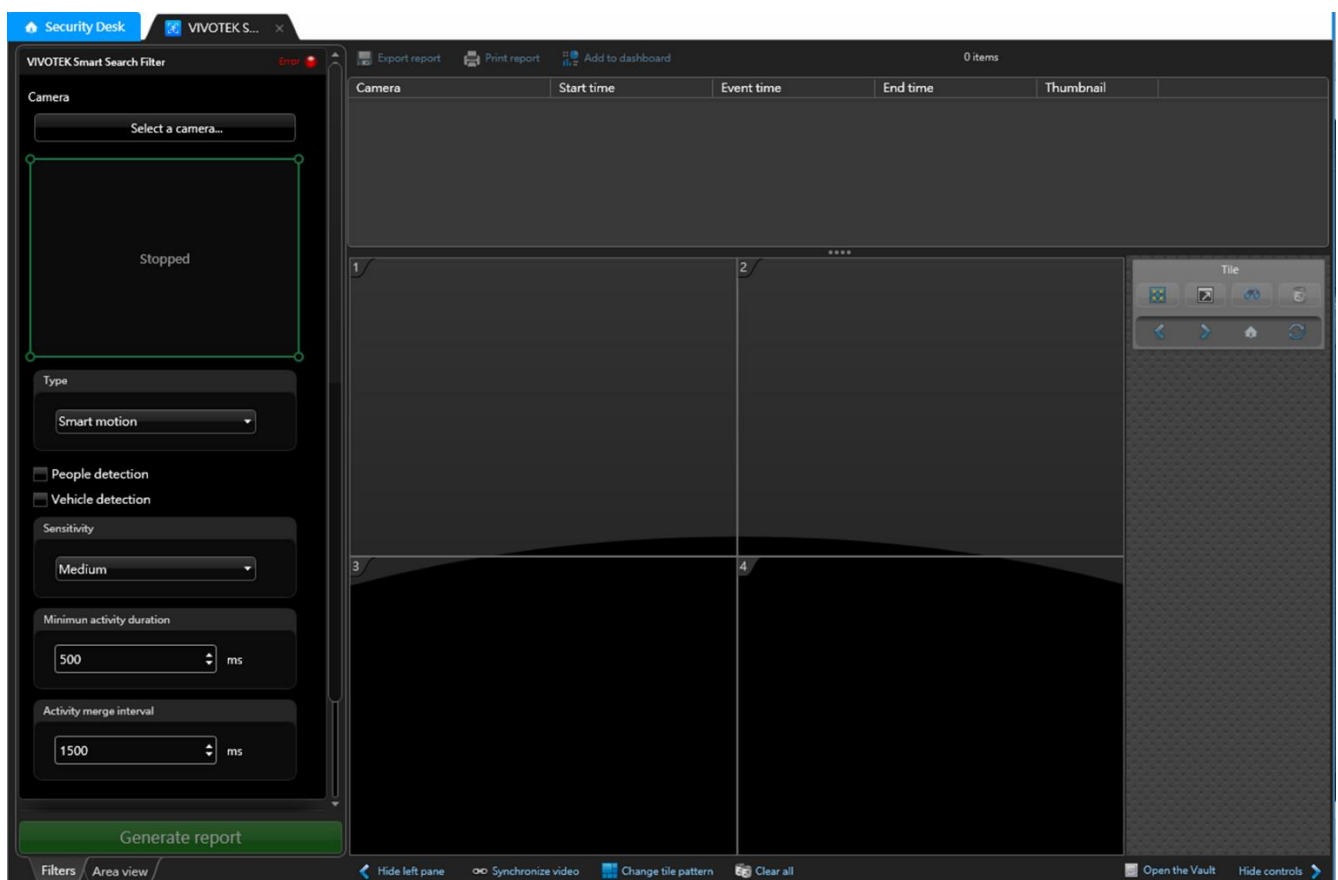 Security Desk
VIVOTEK S...
VIVOTEK Smart Search Filter
Error
Camera
Select a camera...
Stopped
Type
Smart motion
People detection
Vehicle detection
Sensitivity
Medium
Minimun activity duration
500 ms
Activity merge interval
1500 ms
Generate report
Filters
Area view
Export report
Print report
Add to dashboard
0 items
Camera Start time Event time End time Thumbnail
1
2
3
4
Tile
Hide left pane
Synchronize video
Change tile pattern
Clear all
Open the Vault
Hide controls